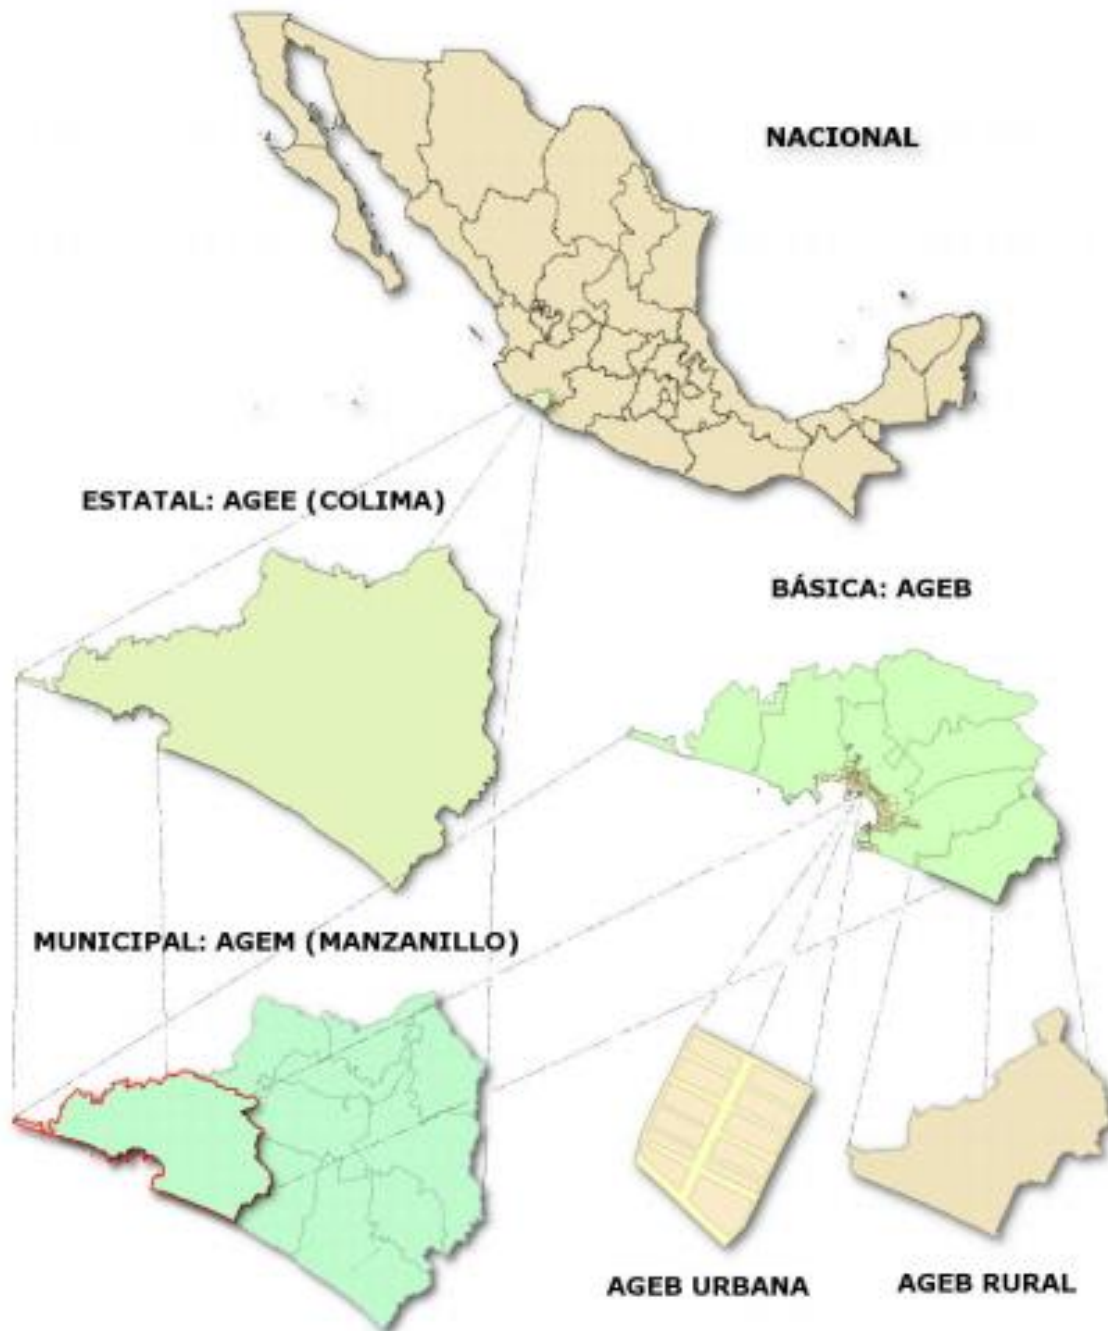 NACIONAL
ESTATAL: AGEE (COLIMA)
BÁSICA: AGEB
MUNICIPAL: AGEM (MANZANILLO)
AGEB URBANA
AGEB RURAL